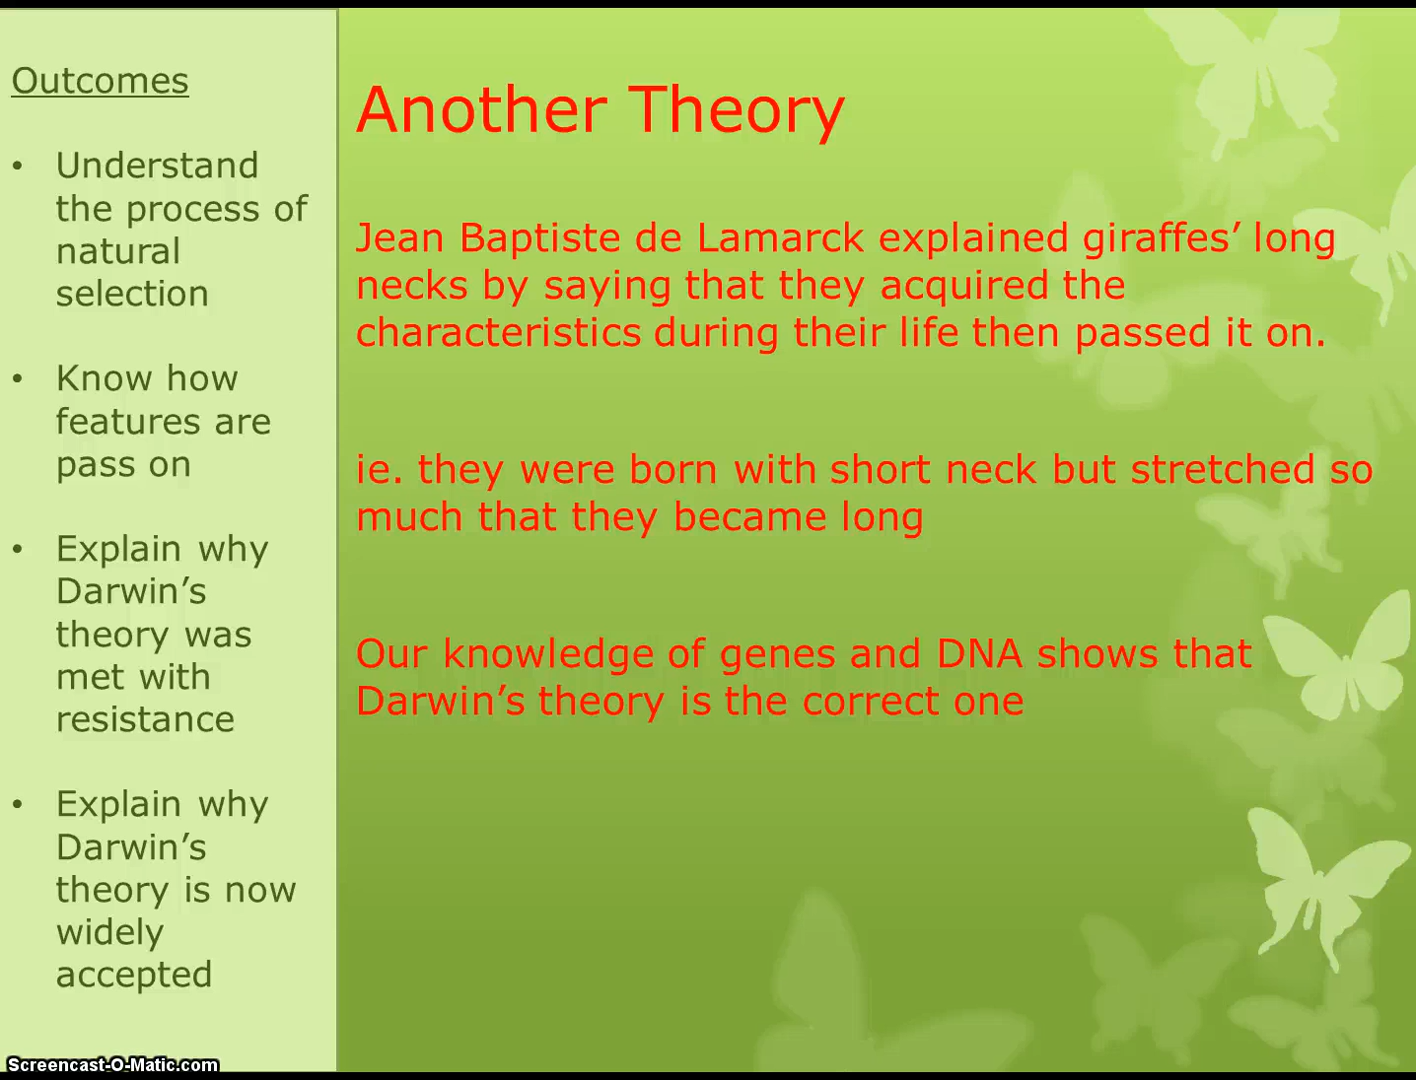 Outcomes
• Understand
the process of
natural
selection
• Know how
features are
pass on
• Explain why
Darwin’s
theory was
met with
resistance
• Explain why
Darwin’s
theory is now
widely
accepted
Another Theory
Jean Baptiste de Lamarck explained giraffes’ long
necks by saying that they acquired the
characteristics during their life then passed it on.
ie. they were born with short neck but stretched so
much that they became long
Our knowledge of genes and DNA shows that
Darwin’s theory is the correct one
Screencast-O-Matic.com